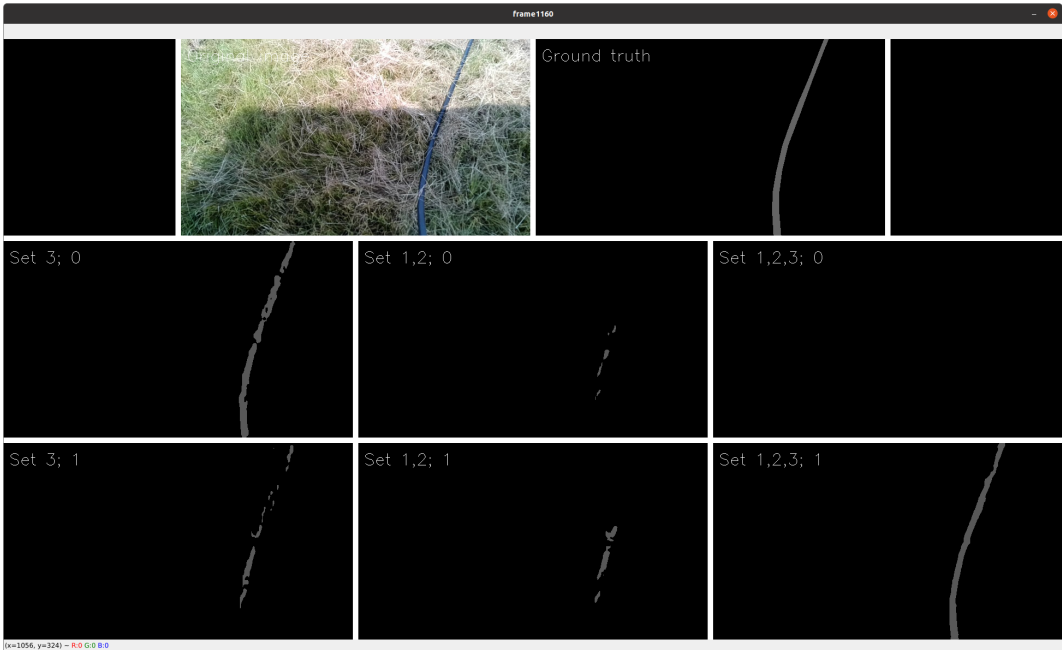 frame1160
Ground truth
Set 3; 0
Set 1,2; 0
Set 1,2,3; 0
Set 3; 1
Set 1,2; 1
Set 1,2,3; 1
(x=1056, y=324) ~ R:0 G:0 B:0